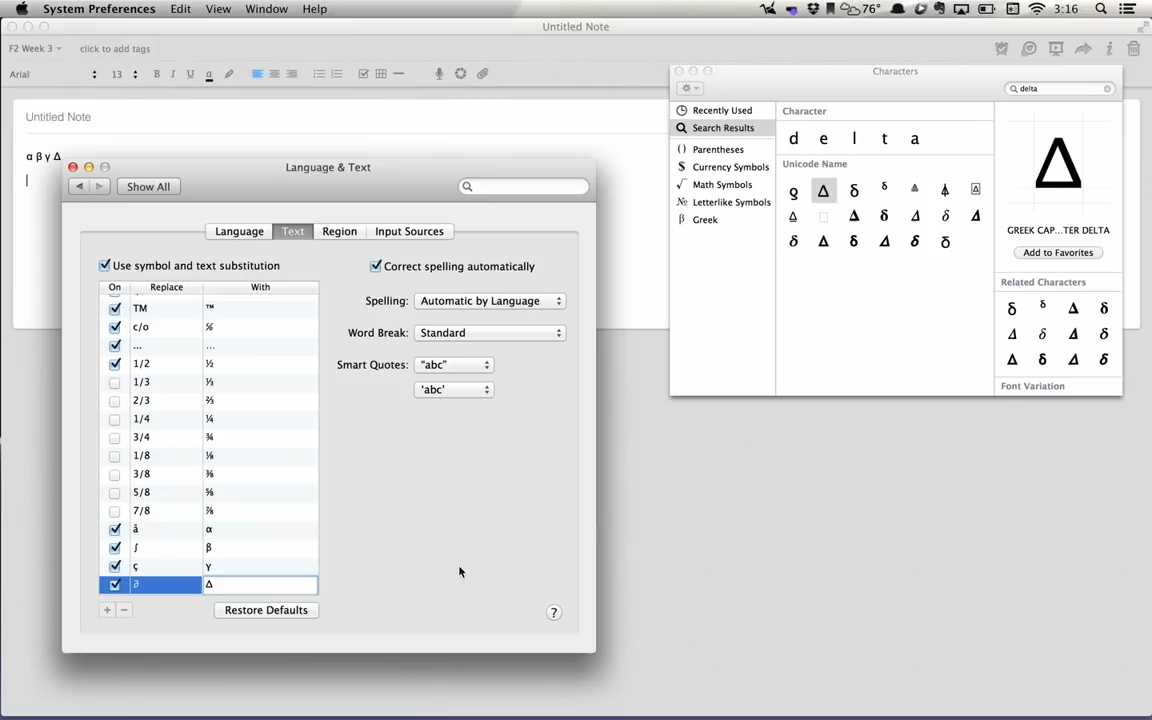 System Preferences Edit View Window Help 76° 3:16
Untitled Note
F2 Week 3 click to add tags
Arial 13 B I U a
Untitled Note
α β γ Δ
Characters
delta
Recently Used
Search Results
() Parentheses
$ Currency Symbols
√ Math Symbols
№ Letterlike Symbols
β Greek
Character
d e l t a
Unicode Name
ƍ Δ δ ᵟ ≜ ⍋ ⍍
⍙ 𝚫 𝛅 𝛥 𝛿 𝜟
𝜹 𝝙 𝝳 𝞓 𝞭 ẟ
Δ
GREEK CAP...TER DELTA
Add to Favorites
Related Characters
δ ᵟ 𝚫 𝛅
𝛥 𝛿 𝜟 𝜹
𝝙 𝝳 𝞓 𝞭
Font Variation
Language & Text
Show All
Language Text Region Input Sources
Use symbol and text substitution
On Replace With
TM ™
c/o ℅
... …
1/2 ½
1/3 ⅓
2/3 ⅔
1/4 ¼
3/4 ¾
1/8 ⅛
3/8 ⅜
5/8 ⅝
7/8 ⅞
å α
∫ β
ç γ
∂ Δ
+ −
Restore Defaults
Correct spelling automatically
Spelling: Automatic by Language
Word Break: Standard
Smart Quotes: “abc”
‘abc’
?